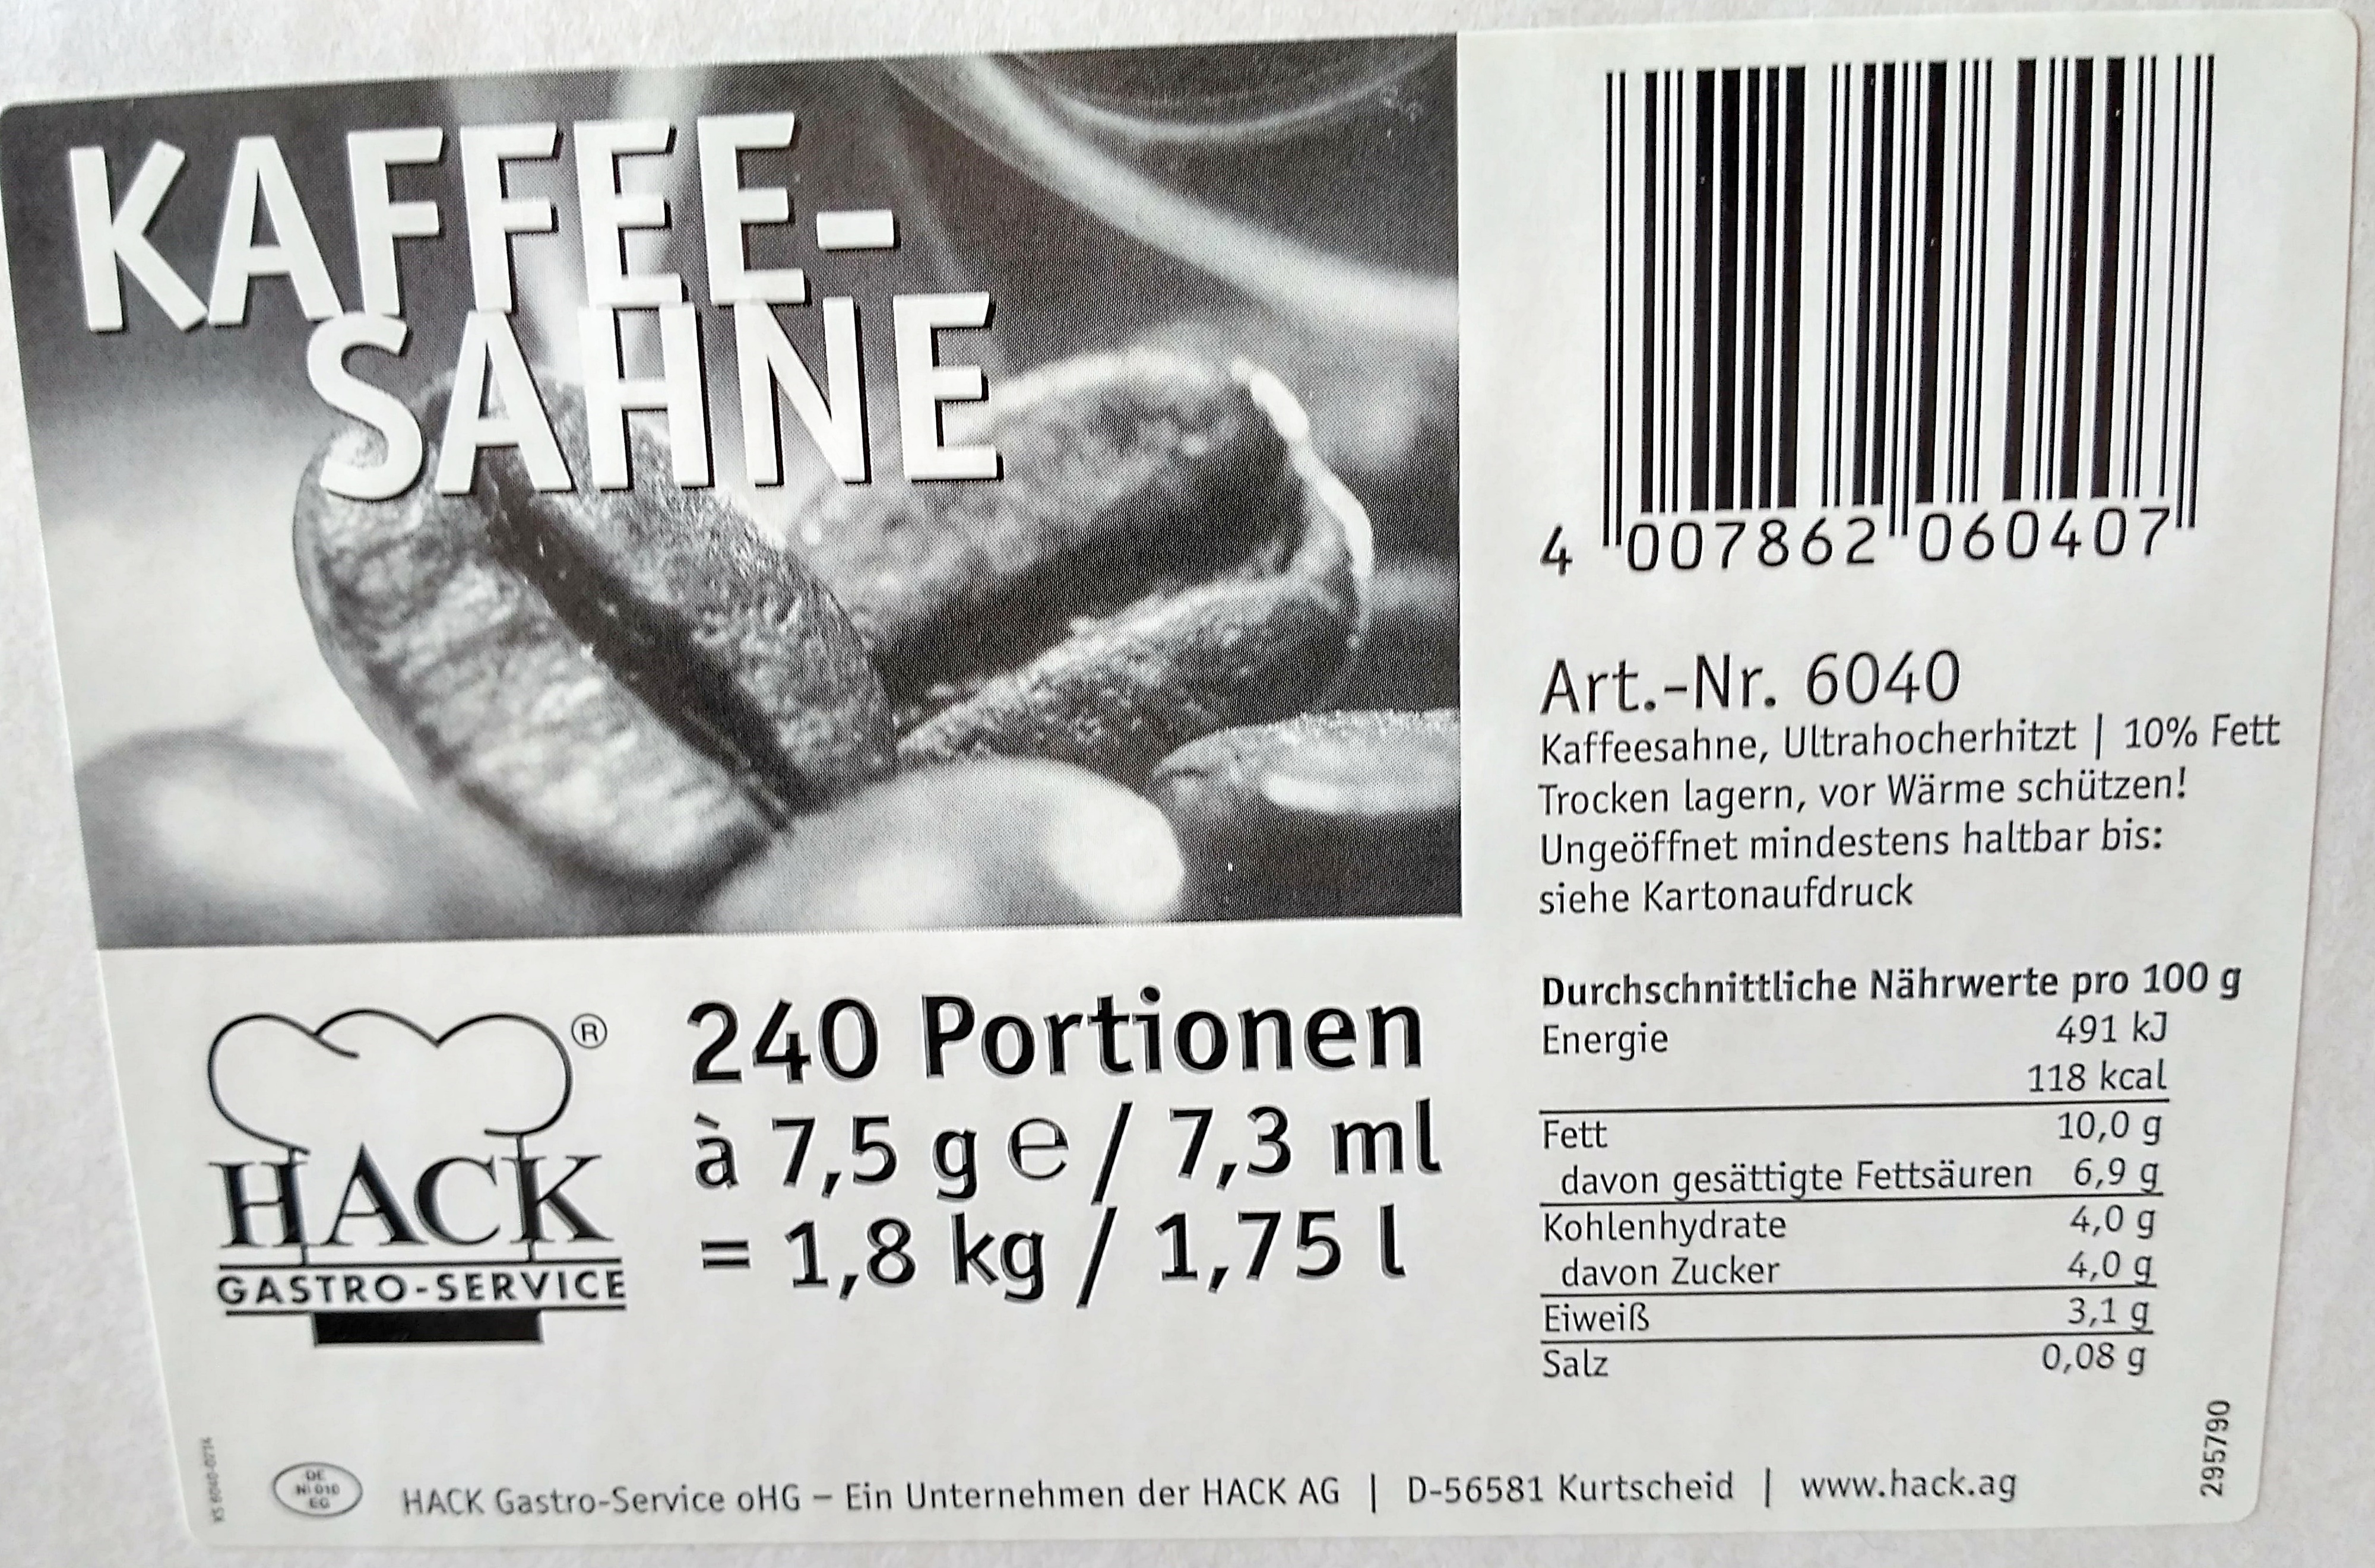 KAFFEE-
SAHNE
4 007862 060407
Art.-Nr. 6040
Kaffeesahne, Ultrahocherhitzt | 10% Fett
Trocken lagern, vor Wärme schützen!
Ungeöffnet mindestens haltbar bis:
siehe Kartonaufdruck
240 Portionen
à 7,5 g ℮ / 7,3 ml
= 1,8 kg / 1,75 l
®
HACK
GASTRO-SERVICE
Durchschnittliche Nährwerte pro 100 g
Energie 491 kJ
118 kcal
Fett 10,0 g
davon gesättigte Fettsäuren 6,9 g
Kohlenhydrate 4,0 g
davon Zucker 4,0 g
Eiweiß 3,1 g
Salz 0,08 g
DE
NI 010
EG
HACK Gastro-Service oHG – Ein Unternehmen der HACK AG | D-56581 Kurtscheid | www.hack.ag
295790